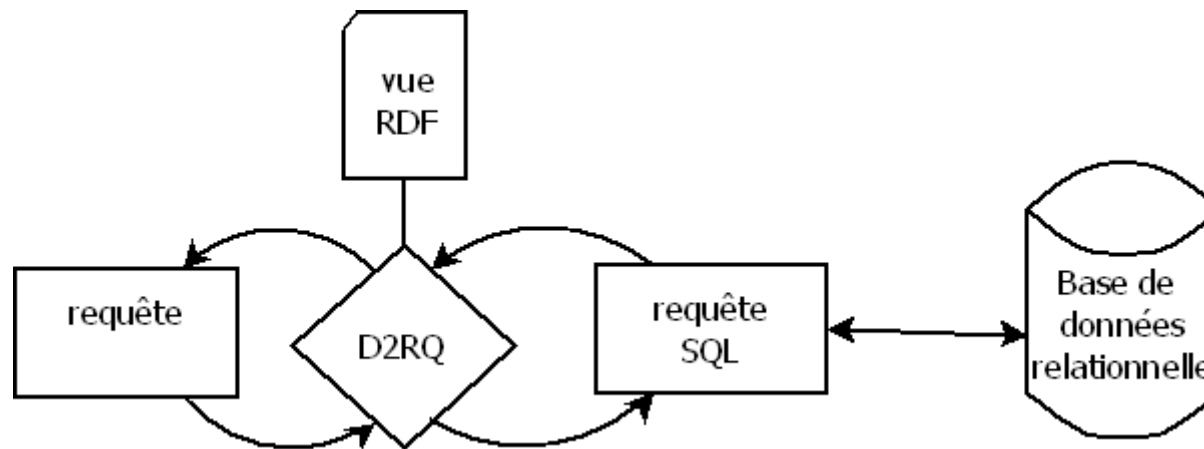 vue
RDF
requête
D2RQ
requête
SQL
Base de
données
relationnelle